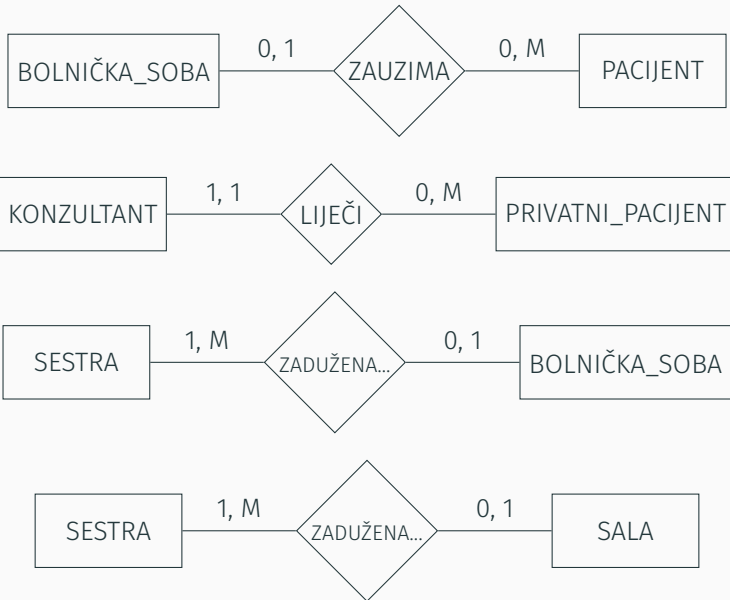 BOLNIČKA_SOBA 0, 1 ZAUZIMA 0, M PACIJENT
KONZULTANT 1, 1 LIJEČI 0, M PRIVATNI_PACIJENT
SESTRA 1, M ZADUŽENA... 0, 1 BOLNIČKA_SOBA
SESTRA 1, M ZADUŽENA... 0, 1 SALA